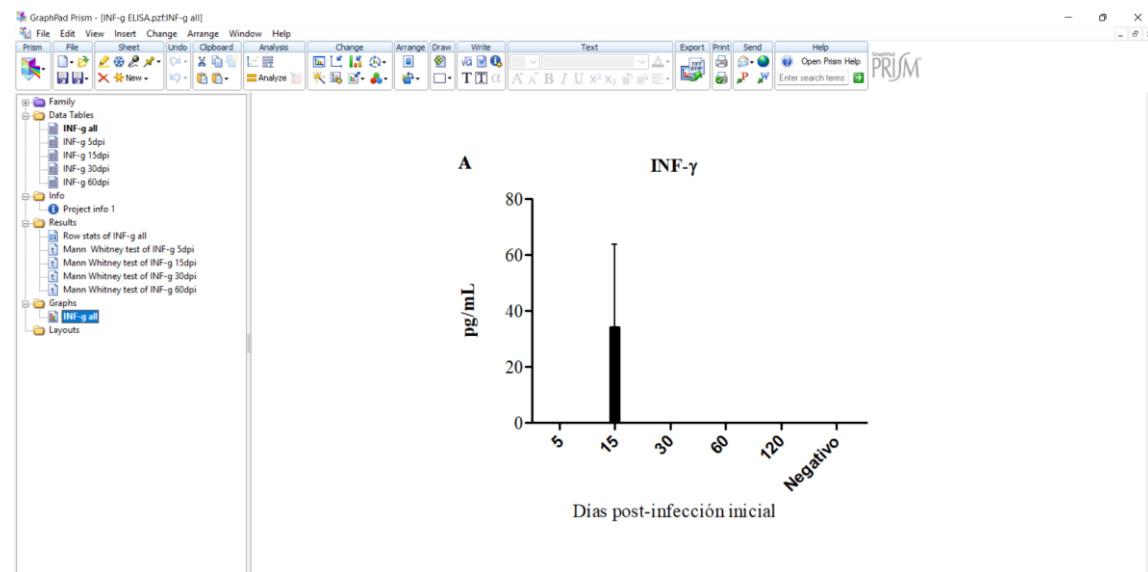 GraphPad Prism - [INF-g ELISA.pzf:INF-g all]
File Edit View Insert Change Arrange Window Help
Prism File Sheet Undo Clipboard Analysis Change Arrange Draw Write Text Export Print Send Help
Open Prism Help
New
Analyze
Enter search terms
GraphPad
PRISM
Family
Data Tables
INF-g all
INF-g 5dpi
INF-g 15dpi
INF-g 30dpi
INF-g 60dpi
Info
Project info 1
Results
Row stats of INF-g all
Mann Whitney test of INF-g 5dpi
Mann Whitney test of INF-g 15dpi
Mann Whitney test of INF-g 30dpi
Mann Whitney test of INF-g 60dpi
Graphs
INF-g all
Layouts
A
INF-γ
80
60
40
20
0
pg/mL
5 15 30 60 120 Negativo
Días post-infección inicial